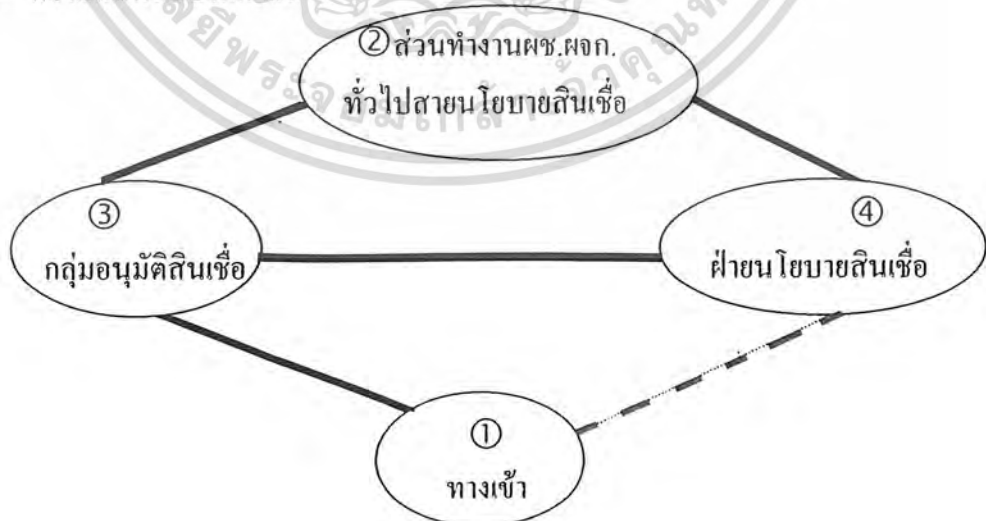 ②ส่วนทำงานผช.ผจก.
ทั่วไปสายนโยบายสินเชื่อ
③
กลุ่มอนุมัติสินเชื่อ
④
ฝ่ายนโยบายสินเชื่อ
①
ทางเข้า